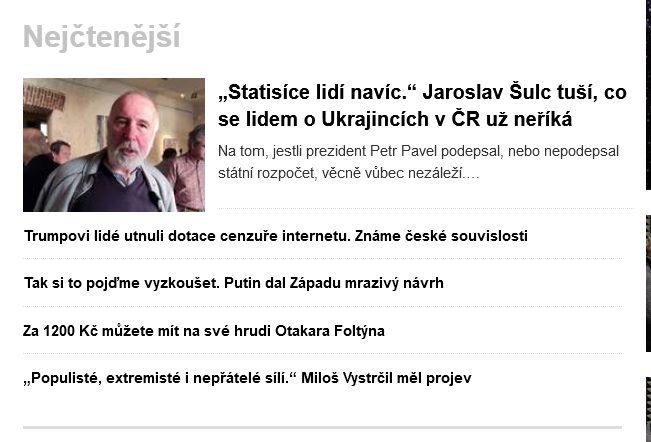 Nejčtenější
„Statisíce lidí navíc.“ Jaroslav Šulc tuší, co
se lidem o Ukrajincích v ČR už neříká
Na tom, jestli prezident Petr Pavel podepsal, nebo nepodepsal
státní rozpočet, věcně vůbec nezáleží.…
Trumpovi lidé utnuli dotace cenzuře internetu. Známe české souvislosti
Tak si to pojďme vyzkoušet. Putin dal Západu mrazivý návrh
Za 1200 Kč můžete mít na své hrudi Otakara Foltýna
„Populisté, extremisté i nepřátelé sílí.“ Miloš Vystrčil měl projev